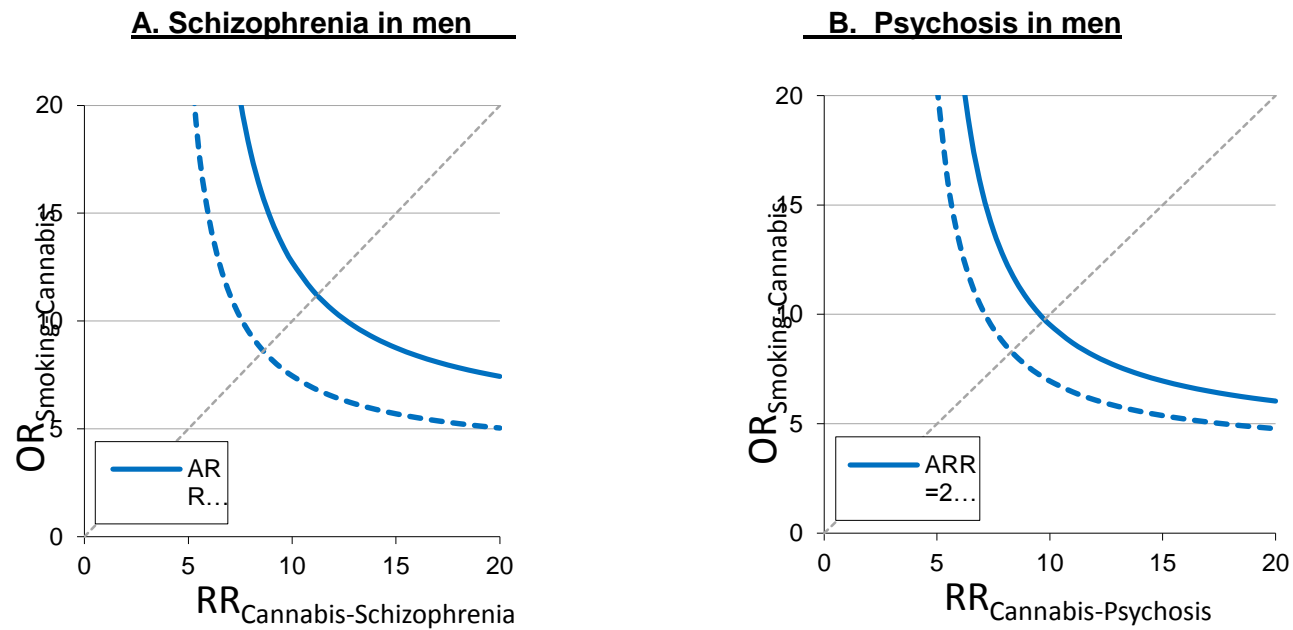 A. Schizophrenia in men
20
15
10
5
0
0 5 10 15 20
OR Smoking-Cannabis
RR Cannabis-Schizophrenia
AR
R…
B. Psychosis in men
20
15
10
5
0
0 5 10 15 20
OR Smoking-Cannabis
RR Cannabis-Psychosis
ARR
=2…